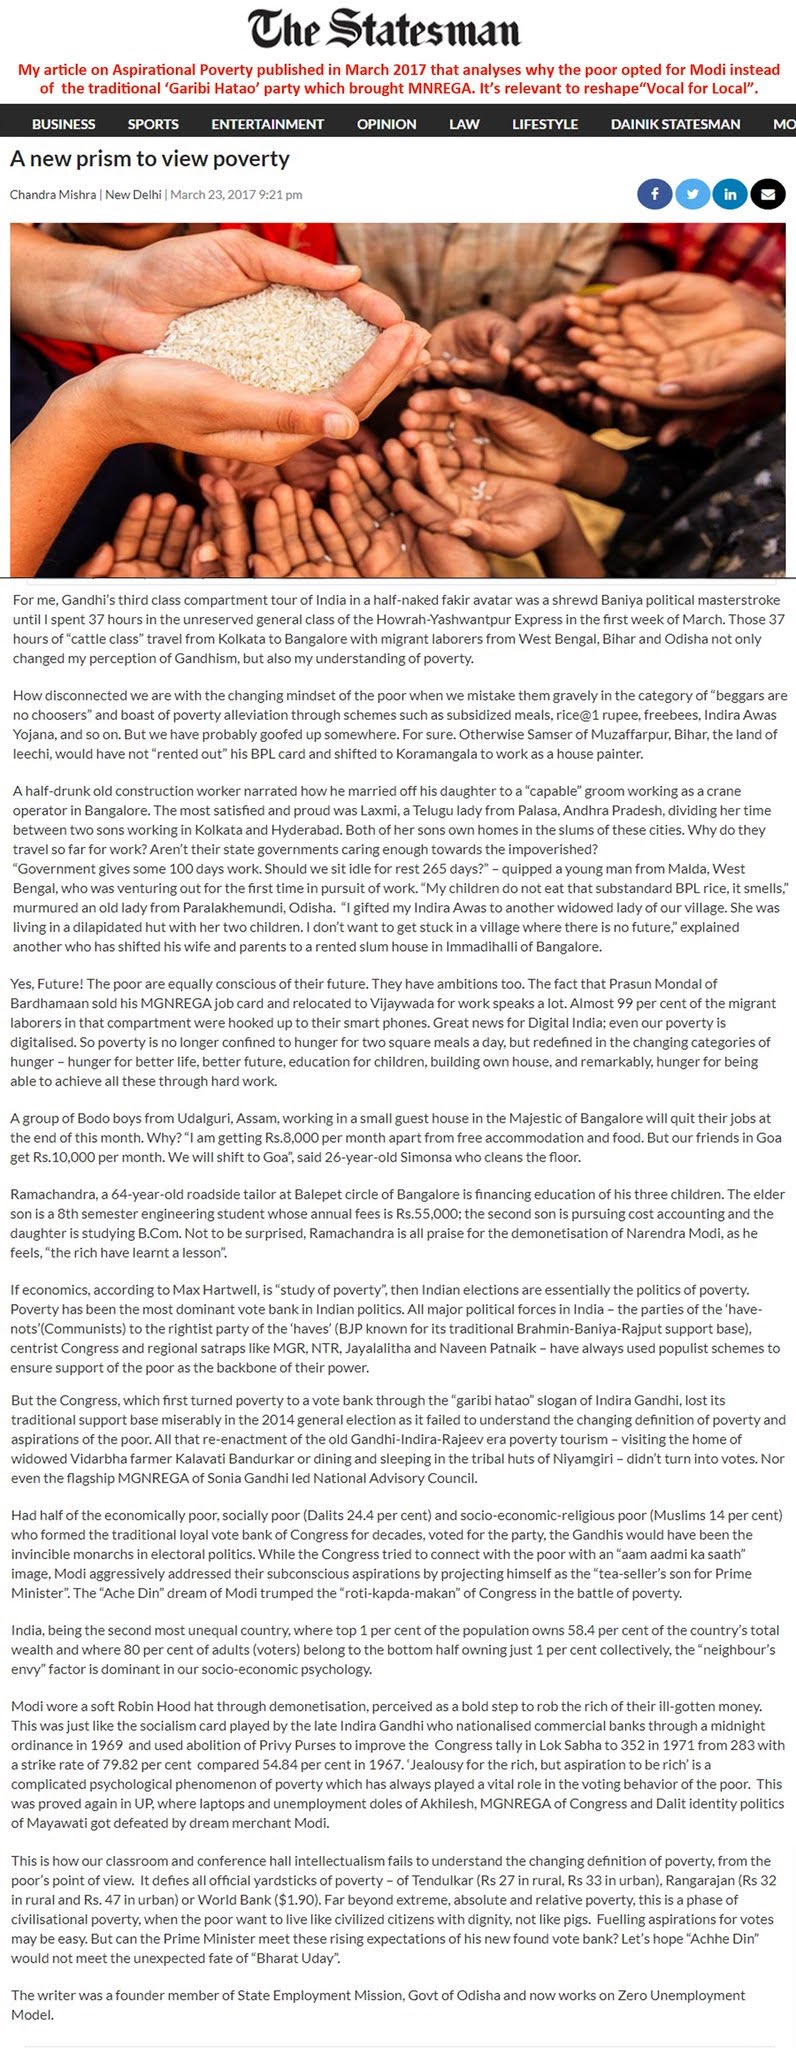 The Statesman
My article on Aspirational Poverty published in March 2017 that analyses why the poor opted for Modi instead
of the traditional ‘Garibi Hatao’ party which brought MNREGA. It’s relevant to reshape“Vocal for Local”.
BUSINESS SPORTS ENTERTAINMENT OPINION LAW LIFESTYLE DAINIK STATESMAN MO
A new prism to view poverty
Chandra Mishra | New Delhi | March 23, 2017 9:21 pm
For me, Gandhi’s third class compartment tour of India in a half-naked fakir avatar was a shrewd Baniya political masterstroke
until I spent 37 hours in the unreserved general class of the Howrah-Yashwantpur Express in the first week of March. Those 37
hours of “cattle class” travel from Kolkata to Bangalore with migrant laborers from West Bengal, Bihar and Odisha not only
changed my perception of Gandhism, but also my understanding of poverty.
How disconnected we are with the changing mindset of the poor when we mistake them gravely in the category of “beggars are
no choosers” and boast of poverty alleviation through schemes such as subsidized meals, rice@1 rupee, freebees, Indira Awas
Yojana, and so on. But we have probably goofed up somewhere. For sure. Otherwise Samser of Muzaffarpur, Bihar, the land of
leechi, would have not “rented out” his BPL card and shifted to Koramangala to work as a house painter.
A half-drunk old construction worker narrated how he married off his daughter to a “capable” groom working as a crane
operator in Bangalore. The most satisfied and proud was Laxmi, a Telugu lady from Palasa, Andhra Pradesh, dividing her time
between two sons working in Kolkata and Hyderabad. Both of her sons own homes in the slums of these cities. Why do they
travel so far for work? Aren’t their state governments caring enough towards the impoverished?
“Government gives some 100 days work. Should we sit idle for rest 265 days?” – quipped a young man from Malda, West
Bengal, who was venturing out for the first time in pursuit of work. “My children do not eat that substandard BPL rice, it smells,”
murmured an old lady from Paralakhemundi, Odisha. “I gifted my Indira Awas to another widowed lady of our village. She was
living in a dilapidated hut with her two children. I don’t want to get stuck in a village where there is no future,” explained
another who has shifted his wife and parents to a rented slum house in Immadihalli of Bangalore.
Yes, Future! The poor are equally conscious of their future. They have ambitions too. The fact that Prasun Mondal of
Bardhamaan sold his MGNREGA job card and relocated to Vijaywada for work speaks a lot. Almost 99 per cent of the migrant
laborers in that compartment were hooked up to their smart phones. Great news for Digital India; even our poverty is
digitalised. So poverty is no longer confined to hunger for two square meals a day, but redefined in the changing categories of
hunger – hunger for better life, better future, education for children, building own house, and remarkably, hunger for being
able to achieve all these through hard work.
A group of Bodo boys from Udalguri, Assam, working in a small guest house in the Majestic of Bangalore will quit their jobs at
the end of this month. Why? “I am getting Rs.8,000 per month apart from free accommodation and food. But our friends in Goa
get Rs.10,000 per month. We will shift to Goa”, said 26-year-old Simonsa who cleans the floor.
Ramachandra, a 64-year-old roadside tailor at Balepet circle of Bangalore is financing education of his three children. The elder
son is a 8th semester engineering student whose annual fees is Rs.55,000; the second son is pursuing cost accounting and the
daughter is studying B.Com. Not to be surprised, Ramachandra is all praise for the demonetisation of Narendra Modi, as he
feels, “the rich have learnt a lesson”.
If economics, according to Max Hartwell, is “study of poverty”, then Indian elections are essentially the politics of poverty.
Poverty has been the most dominant vote bank in Indian politics. All major political forces in India – the parties of the ‘have-
nots’(Communists) to the rightist party of the ‘haves’ (BJP known for its traditional Brahmin-Baniya-Rajput support base),
centrist Congress and regional satraps like MGR, NTR, Jayalalitha and Naveen Patnaik – have always used populist schemes to
ensure support of the poor as the backbone of their power.
But the Congress, which first turned poverty to a vote bank through the “garibi hatao” slogan of Indira Gandhi, lost its
traditional support base miserably in the 2014 general election as it failed to understand the changing definition of poverty and
aspirations of the poor. All that re-enactment of the old Gandhi-Indira-Rajeev era poverty tourism – visiting the home of
widowed Vidarbha farmer Kalavati Bandurkar or dining and sleeping in the tribal huts of Niyamgiri – didn’t turn into votes. Nor
even the flagship MGNREGA of Sonia Gandhi led National Advisory Council.
Had half of the economically poor, socially poor (Dalits 24.4 per cent) and socio-economic-religious poor (Muslims 14 per cent)
who formed the traditional loyal vote bank of Congress for decades, voted for the party, the Gandhis would have been the
invincible monarchs in electoral politics. While the Congress tried to connect with the poor with an “aam aadmi ka saath”
image, Modi aggressively addressed their subconscious aspirations by projecting himself as the “tea-seller’s son for Prime
Minister”. The “Ache Din” dream of Modi trumped the “roti-kapda-makan” of Congress in the battle of poverty.
India, being the second most unequal country, where top 1 per cent of the population owns 58.4 per cent of the country’s total
wealth and where 80 per cent of adults (voters) belong to the bottom half owning just 1 per cent collectively, the “neighbour’s
envy” factor is dominant in our socio-economic psychology.
Modi wore a soft Robin Hood hat through demonetisation, perceived as a bold step to rob the rich of their ill-gotten money.
This was just like the socialism card played by the late Indira Gandhi who nationalised commercial banks through a midnight
ordinance in 1969 and used abolition of Privy Purses to improve the Congress tally in Lok Sabha to 352 in 1971 from 283 with
a strike rate of 79.82 per cent compared 54.84 per cent in 1967. ‘Jealousy for the rich, but aspiration to be rich’ is a
complicated psychological phenomenon of poverty which has always played a vital role in the voting behavior of the poor. This
was proved again in UP, where laptops and unemployment doles of Akhilesh, MGNREGA of Congress and Dalit identity politics
of Mayawati got defeated by dream merchant Modi.
This is how our classroom and conference hall intellectualism fails to understand the changing definition of poverty, from the
poor’s point of view. It defies all official yardsticks of poverty – of Tendulkar (Rs 27 in rural, Rs 33 in urban), Rangarajan (Rs 32
in rural and Rs. 47 in urban) or World Bank ($1.90). Far beyond extreme, absolute and relative poverty, this is a phase of
civilisational poverty, when the poor want to live like civilized citizens with dignity, not like pigs. Fuelling aspirations for votes
may be easy. But can the Prime Minister meet these rising expectations of his new found vote bank? Let’s hope “Achhe Din”
would not meet the unexpected fate of “Bharat Uday”.
The writer was a founder member of State Employment Mission, Govt of Odisha and now works on Zero Unemployment
Model.